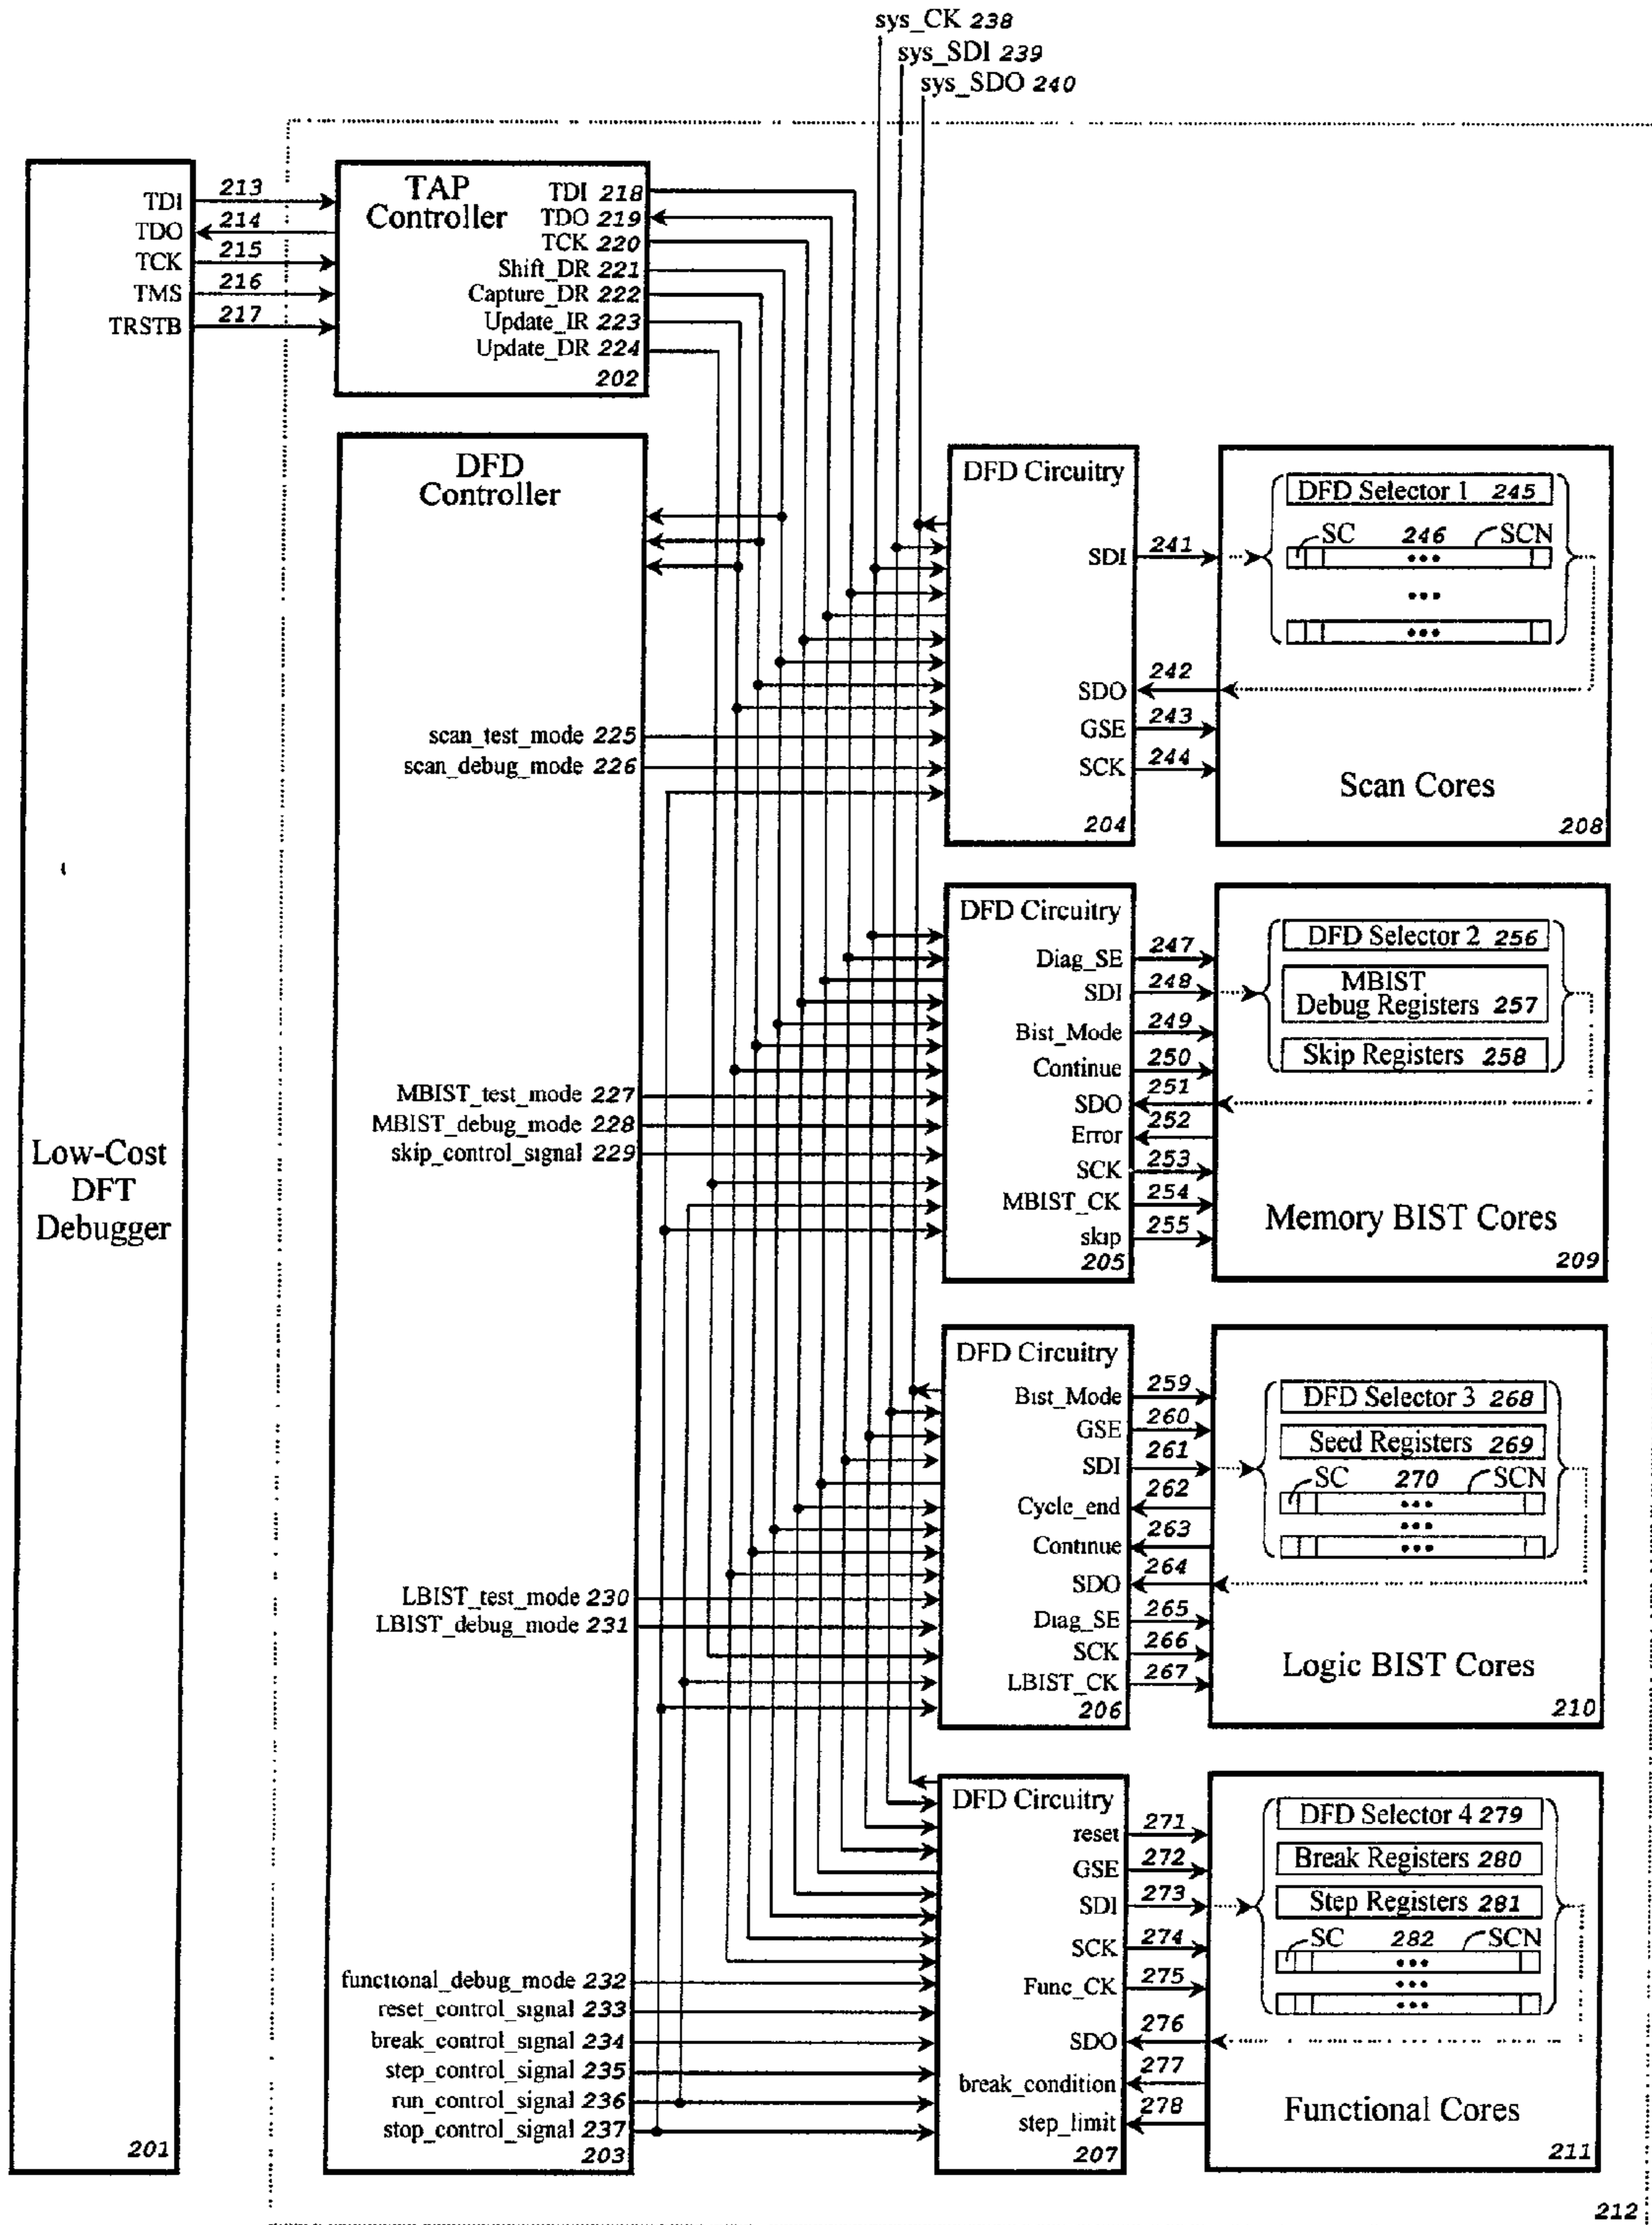 sys_CK 238
sys_SDI 239
sys_SDO 240
TDI 213
TDO 214
TCK 215
TMS 216
TRSTB 217
Low-Cost
DFT
Debugger
201
TAP
Controller
TDI 218
TDO 219
TCK 220
Shift_DR 221
Capture_DR 222
Update_IR 223
Update_DR 224
202
DFD
Controller
scan_test_mode 225
scan_debug_mode 226
MBIST_test_mode 227
MBIST_debug_mode 228
skip_control_signal 229
LBIST_test_mode 230
LBIST_debug_mode 231
functional_debug_mode 232
reset_control_signal 233
break_control_signal 234
step_control_signal 235
run_control_signal 236
stop_control_signal 237
203
DFD Circuitry
SDI 241
SDO 242
GSE 243
SCK 244
204
DFD Selector 1 245
SC 246 SCN
•••
•••
•••
Scan Cores
208
DFD Circuitry
Diag_SE 247
SDI 248
Bist_Mode 249
Continue 250
SDO 251
Error 252
SCK 253
MBIST_CK 254
skip 255
205
DFD Selector 2 256
MBIST
Debug Registers 257
Skip Registers 258
Memory BIST Cores
209
DFD Circuitry
Bist_Mode 259
GSE 260
SDI 261
Cycle_end 262
Continue 263
SDO 264
Diag_SE 265
SCK 266
LBIST_CK 267
206
DFD Selector 3 268
Seed Registers 269
SC 270 SCN
•••
•••
•••
Logic BIST Cores
210
DFD Circuitry
reset 271
GSE 272
SDI 273
SCK 274
Func_CK 275
SDO 276
break_condition 277
step_limit 278
207
DFD Selector 4 279
Break Registers 280
Step Registers 281
SC 282 SCN
•••
•••
•••
Functional Cores
211
212